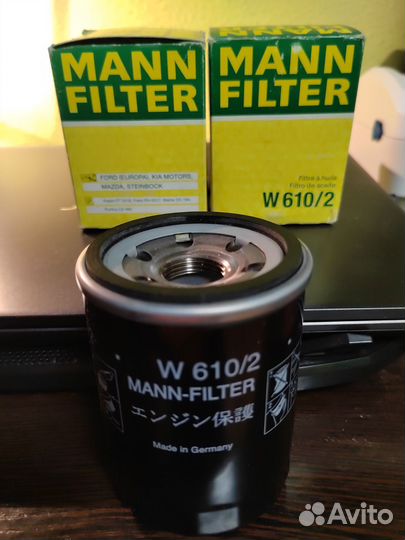 MANN
FILTER
FORD (EUROPA), KIA MOTORS,
MAZDA, STEINBOCK
MANN
FILTER
Filtre à huile
Filtro de aceite
W 610/2
W 610/2
MANN-FILTER
エンジン保護
Made in Germany
Avito